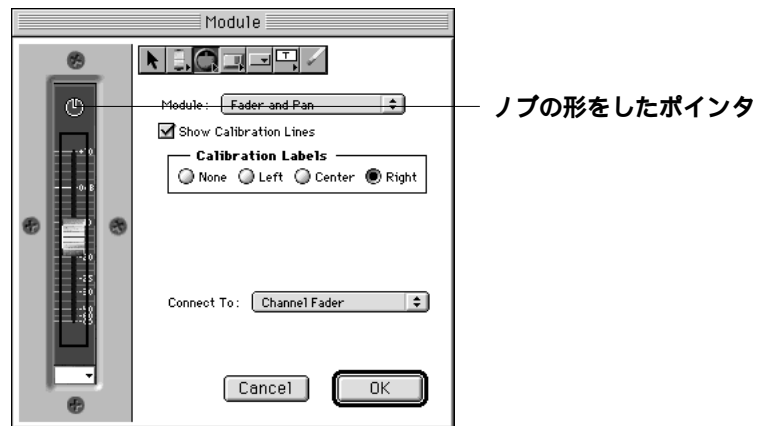 Module
T
Module: Fader and Pan
ノブの形をしたポインタ
Show Calibration Lines
Calibration Labels
None Left Center Right
Connect To: Channel Fader
Cancel OK